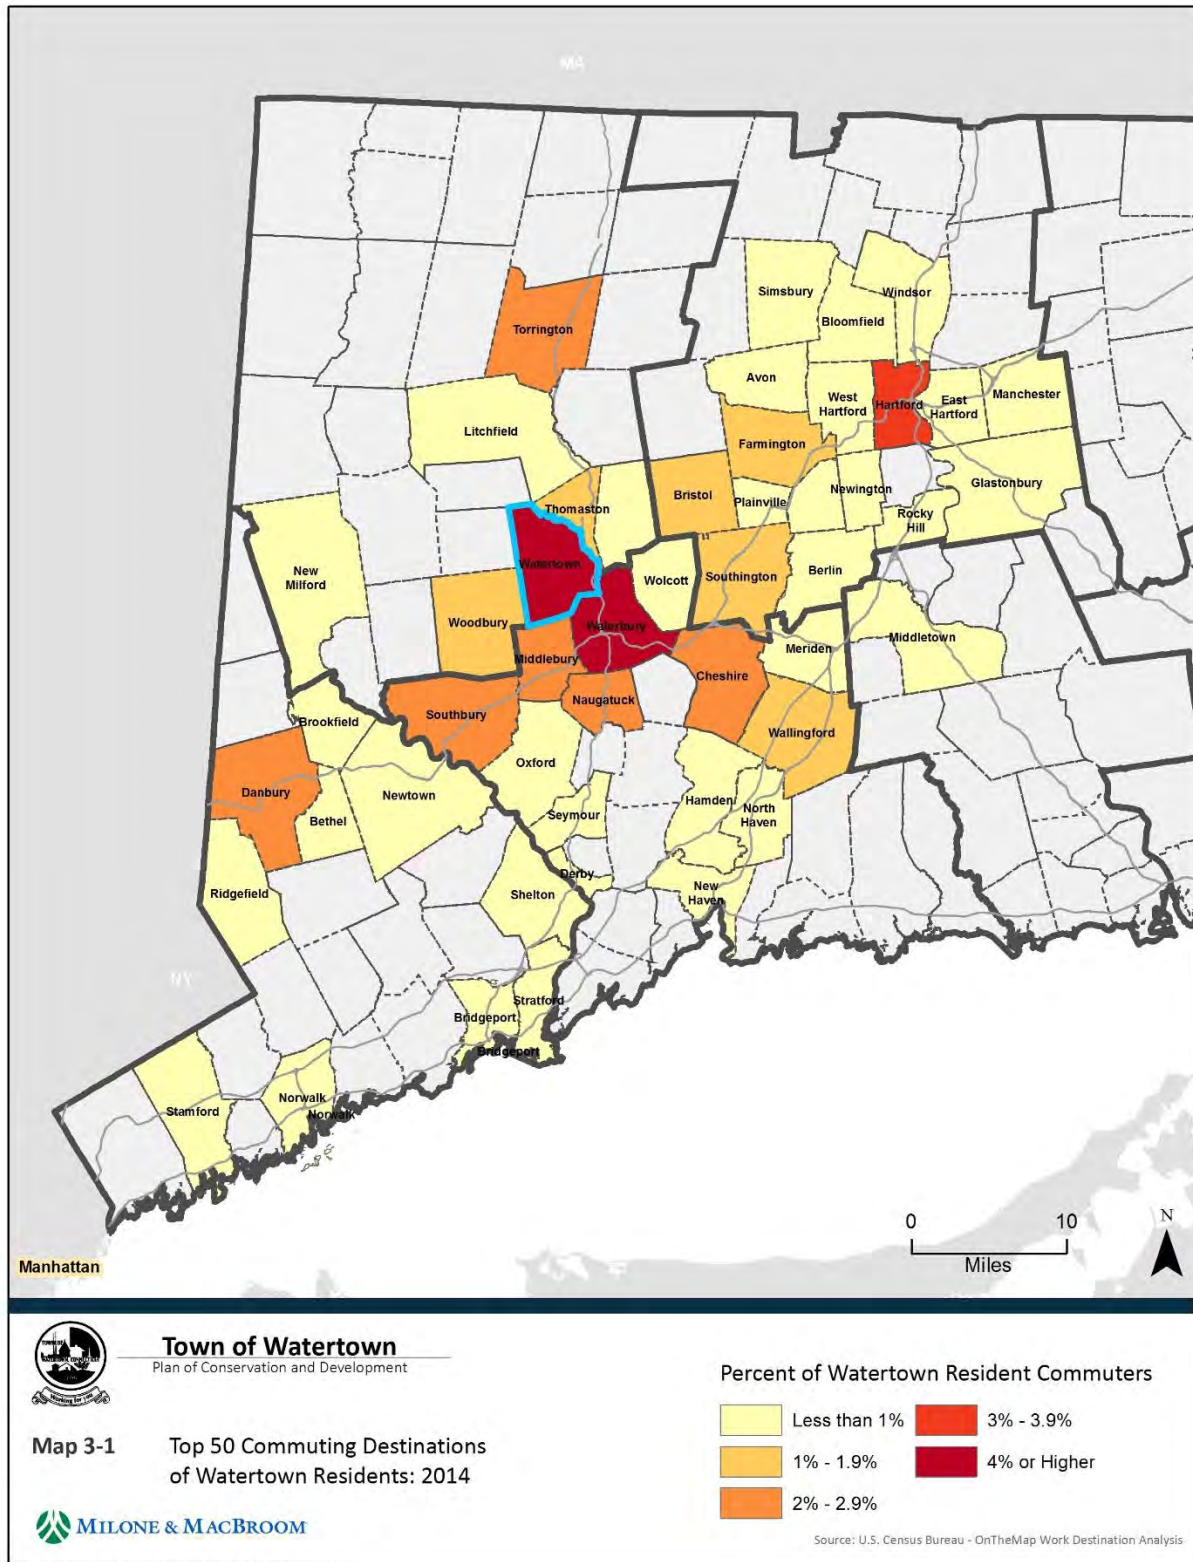 MA
Simsbury
Windsor
Bloomfield
Torrington
Avon
West
Hartford
Hartford
East
Hartford
Manchester
Litchfield
Farmington
Bristol
Plainville
Newington
Glastonbury
Thomaston
Rocky
Hill
Watertown
New
Milford
Wolcott
Southington
Berlin
Woodbury
Waterbury
Middletown
Meriden
Middlebury
Cheshire
Naugatuck
Southbury
Brookfield
Wallingford
Oxford
Danbury
Newtown
Hamden
North
Haven
Bethel
Seymour
Derby
Ridgefield
Shelton
New
Haven
NY
Stratford
Bridgeport
Bridgeport
Norwalk
Stamford
Norwalk
0 10
Miles
N
Manhattan
Town of Watertown
Plan of Conservation and Development
Working for you
Map 3-1 Top 50 Commuting Destinations
of Watertown Residents: 2014
MILONE & MACBROOM
Percent of Watertown Resident Commuters
Less than 1% 3% - 3.9%
1% - 1.9% 4% or Higher
2% - 2.9%
Source: U.S. Census Bureau - OnTheMap Work Destination Analysis